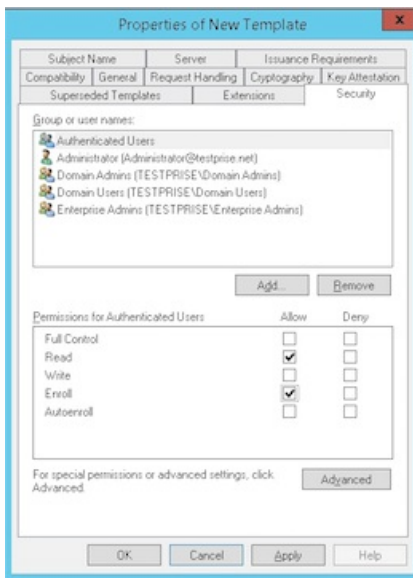 Properties of New Template
x
Subject Name Server Issuance Requirements
Compatibility General Request Handling Cryptography Key Attestation
Superseded Templates Extensions Security
Group or user names:
Authenticated Users
Administrator (Administrator@testprise.net)
Domain Admins (TESTPRISE\Domain Admins)
Domain Users (TESTPRISE\Domain Users)
Enterprise Admins (TESTPRISE\Enterprise Admins)
Add... Remove
Permissions for Authenticated Users Allow Deny
Full Control
Read
Write
Enroll
Autoenroll
For special permissions or advanced settings, click
Advanced.
Advanced
OK Cancel Apply Help